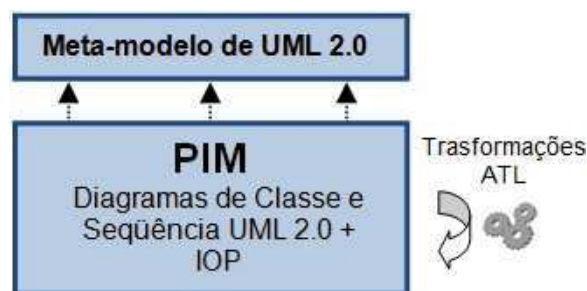 Meta-modelo de UML 2.0
PIM
Diagramas de Classe e
Seqüência UML 2.0 +
IOP
Trasformações
ATL